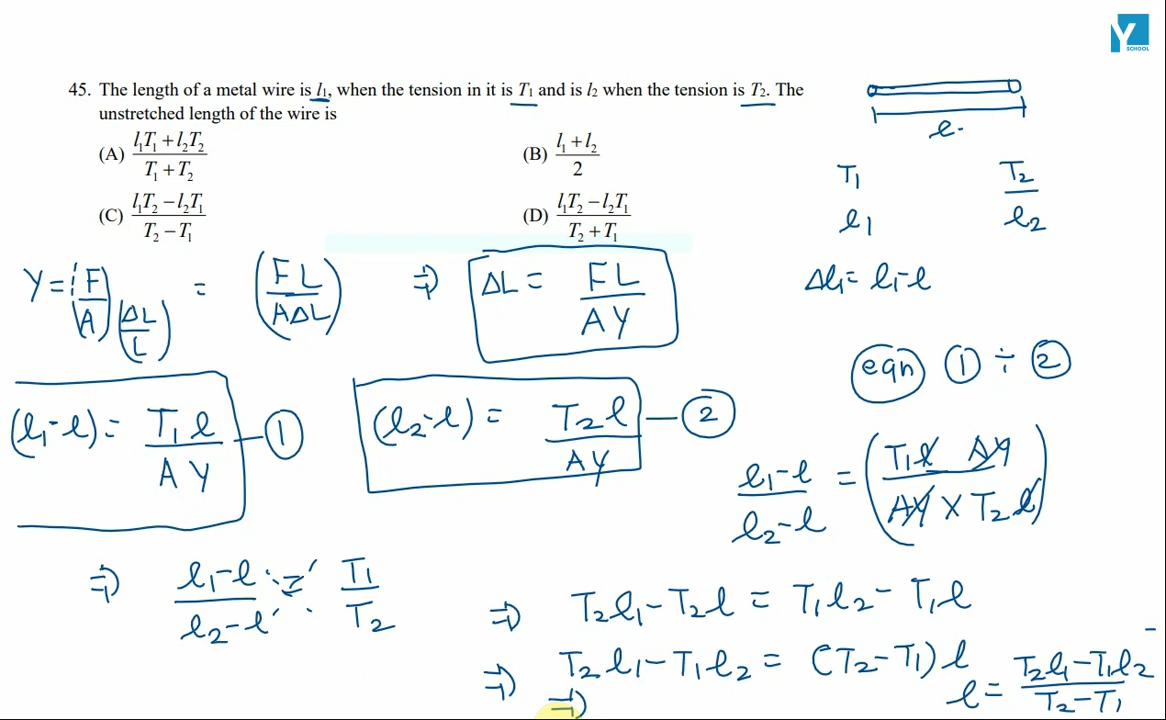 Y SCHOOL
45. The length of a metal wire is l₁, when the tension in it is T₁ and is l₂ when the tension is T₂. The
unstretched length of the wire is
(A) (l₁T₁ + l₂T₂)/(T₁ + T₂)
(B) (l₁ + l₂)/2
(C) (l₁T₂ − l₂T₁)/(T₂ − T₁)
(D) (l₁T₂ − l₂T₁)/(T₂ + T₁)
l.
T₁ T₂
l₁ l₂
Δl₁ = l₁ - l
Y = (F/A)/(ΔL/L) = (FL/AΔL) ⇒ ΔL = FL/AY
eqn ① ÷ ②
(l₁ - l) = T₁l/AY — ①
(l₂ - l) = T₂l/AY — ②
(l₁ - l)/(l₂ - l) = (T₁l AY/AY × T₂l)
⇒ (l₁ - l)/(l₂ - l) = T₁/T₂
⇒ T₂l₁ - T₂l = T₁l₂ - T₁l
⇒ T₂l₁ - T₁l₂ = (T₂ - T₁)l
⇒ l = (T₂l₁ - T₁l₂)/(T₂ - T₁)